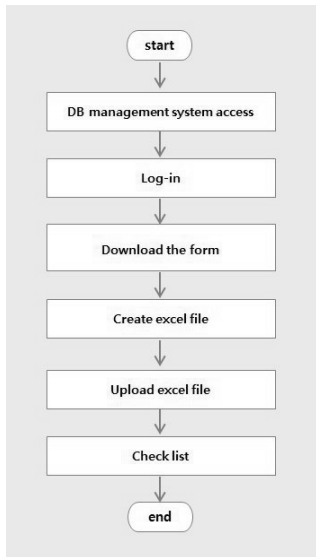 start
DB management system access
Log-in
Download the form
Create excel file
Upload excel file
Check list
end